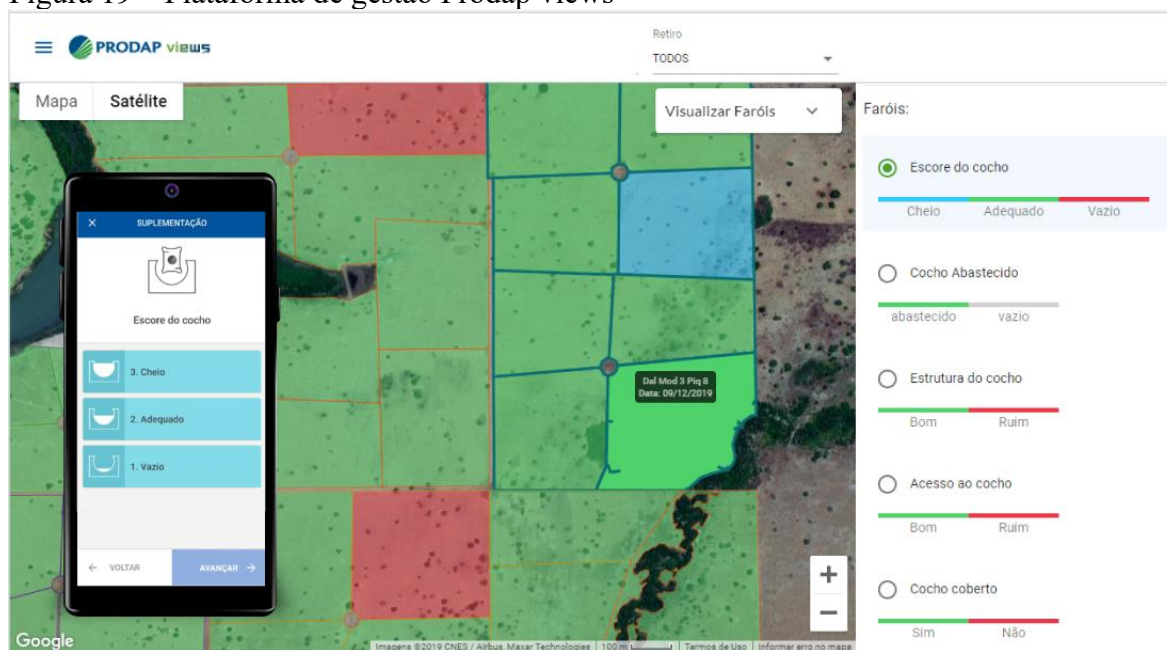 Figura 19 – Plataforma de gestão Prodap views
PRODAP views
Retiro
TODOS
Mapa Satélite
Visualizar Faróis
Faróis:
Escore do cocho
Cheio Adequado Vazio
Cocho Abastecido
abastecido vazio
Estrutura do cocho
Bom Ruim
Acesso ao cocho
Bom Ruim
Cocho coberto
Sim Não
SUPLEMENTAÇÃO
Escore do cocho
3. Cheio
2. Adequado
1. Vazio
← VOLTAR AVANÇAR →
Dal Mod 3 Piq 8
Data: 09/12/2019
+
−
Google
Imagens ©2019 CNES / Airbus, Maxar Technologies 100 m Termos de Uso Informar erro no mapa